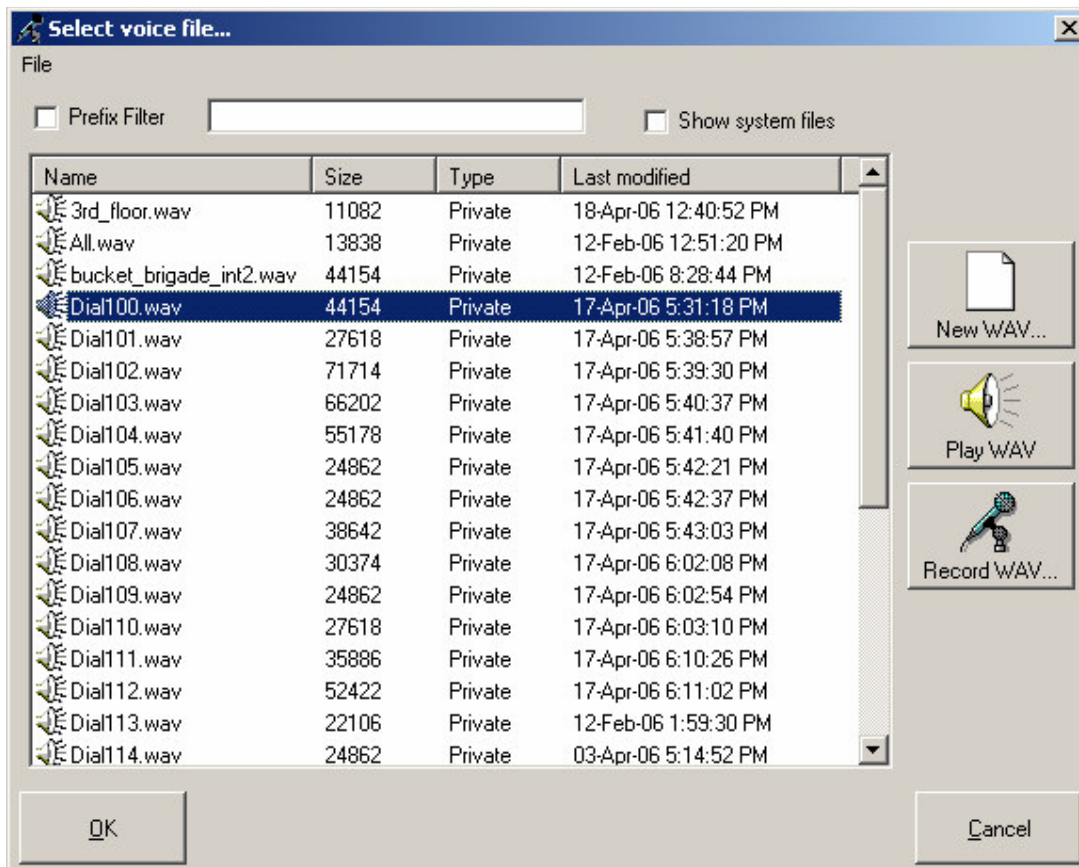 Select voice file...
File
Prefix Filter Show system files
Name Size Type Last modified
3rd_floor.wav 11082 Private 18-Apr-06 12:40:52 PM
All.wav 13838 Private 12-Feb-06 12:51:20 PM
bucket_brigade_int2.wav 44154 Private 12-Feb-06 8:28:44 PM
Dial100.wav 44154 Private 17-Apr-06 5:31:18 PM
Dial101.wav 27618 Private 17-Apr-06 5:38:57 PM
Dial102.wav 71714 Private 17-Apr-06 5:39:30 PM
Dial103.wav 66202 Private 17-Apr-06 5:40:37 PM
Dial104.wav 55178 Private 17-Apr-06 5:41:40 PM
Dial105.wav 24862 Private 17-Apr-06 5:42:21 PM
Dial106.wav 24862 Private 17-Apr-06 5:42:37 PM
Dial107.wav 38642 Private 17-Apr-06 5:43:03 PM
Dial108.wav 30374 Private 17-Apr-06 6:02:08 PM
Dial109.wav 24862 Private 17-Apr-06 6:02:54 PM
Dial110.wav 27618 Private 17-Apr-06 6:03:10 PM
Dial111.wav 35886 Private 17-Apr-06 6:10:26 PM
Dial112.wav 52422 Private 17-Apr-06 6:11:02 PM
Dial113.wav 22106 Private 12-Feb-06 1:59:30 PM
Dial114.wav 24862 Private 03-Apr-06 5:14:52 PM
New WAV...
Play WAV
Record WAV...
OK
Cancel